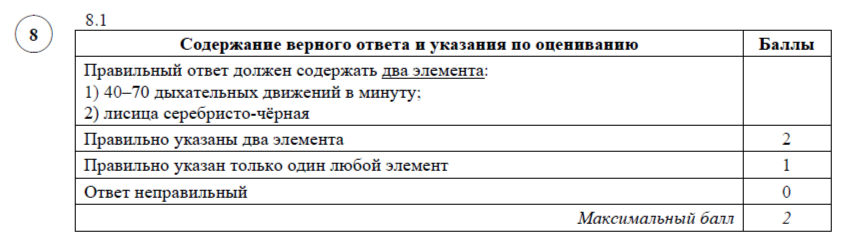 8
8.1
Содержание верного ответа и указания по оцениванию Баллы
Правильный ответ должен содержать два элемента:
1) 40–70 дыхательных движений в минуту;
2) лисица серебристо-чёрная
Правильно указаны два элемента 2
Правильно указан только один любой элемент 1
Ответ неправильный 0
Максимальный балл 2